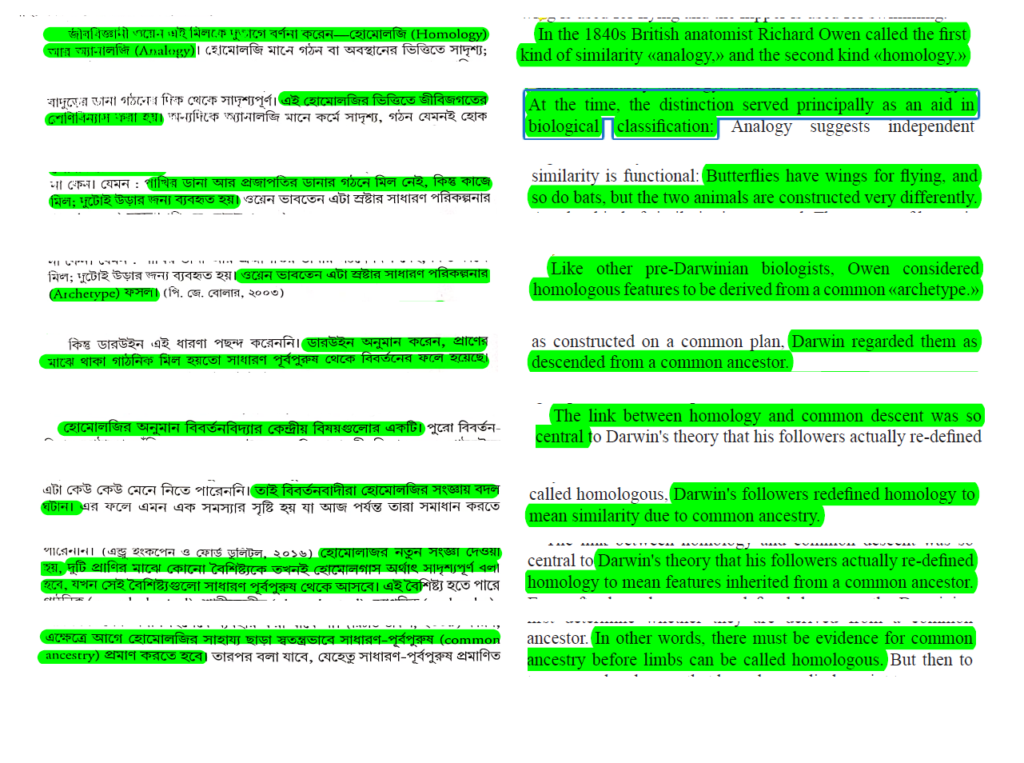 জীববিজ্ঞানী ওয়েন এই মিলকে দু'ভাগে বর্ণনা করেন—হোমোলজি (Homology)
আর অ্যানালজি (Analogy)। হোমোলজি মানে গঠন বা অবস্থানের ভিত্তিতে সাদৃশ্য;
বাদুড়ের ডানা গঠনের দিক থেকে সাদৃশ্যপূর্ণ। এই হোমোলজির ভিত্তিতে জীবজগতের
শ্রেণিবিন্যাস করা হয়। অন্যদিকে অ্যানালজি মানে কর্মে সাদৃশ্য, গঠন যেমনই হোক
না কেন। যেমন : পাখির ডানা আর প্রজাপতির ডানার গঠনে মিল নেই, কিন্তু কাজে
মিল; দুটোই উড়ার জন্য ব্যবহৃত হয়। ওরেন ভাবতেন এটা স্রষ্টার সাধারণ পরিকল্পনার
মিল; দুটোই উড়ার জন্য ব্যবহৃত হয়। ওরেন ভাবতেন এটা স্রষ্টার সাধারণ পরিকল্পনার
(Archetype) ফসল। (পি. জে. বোলার, ২০০৩)
কিন্তু ডারউইন এই ধারণা পছন্দ করেননি। ডারউইন অনুমান করেন, প্রাণের
মাঝে থাকা গাঠনিক মিল হয়তো সাধারণ পূর্বপুরুষ থেকে বিবর্তনের ফলে হয়েছে।
হোমোলজির অনুমান বিবর্তনবিদ্যার কেন্দ্রীয় বিষয়গুলোর একটি। পুরো বিবর্তন-
এটা কেউ কেউ মেনে নিতে পারেননি। তাই বিবর্তনবাদীরা হোমোলজির সংজ্ঞায় বদল
ঘটান। এর ফলে এমন এক সমস্যার সৃষ্টি হয় যা আজ পর্যন্ত তারা সমাধান করতে
পারেননি। (এন্ড্রু ইংকপেন ও ফোর্ড ডুলিটল, ২০১৬) হোমোলজির নতুন সংজ্ঞা দেওয়া
হয়, দুটি প্রাণির মাঝে কোনো বৈশিষ্ট্যকে তখনই হোমোলগাস অর্থাৎ সাদৃশ্যপূর্ণ বলা
হবে, যখন সেই বৈশিষ্ট্যগুলো সাধারণ পূর্বপুরুষ থেকে আসবে। এই বৈশিষ্ট্য হতে পারে
এক্ষেত্রে আগে হোমোলজির সাহায্য ছাড়া স্বতন্ত্রভাবে সাধারণ-পূর্বপুরুষ (common
ancestry) প্রমাণ করতে হবে। তারপর বলা যাবে, যেহেতু সাধারণ-পূর্বপুরুষ প্রমাণিত
In the 1840s British anatomist Richard Owen called the first
kind of similarity «analogy,» and the second kind «homology.»
At the time, the distinction served principally as an aid in
biological classification: Analogy suggests independent
similarity is functional: Butterflies have wings for flying, and
so do bats, but the two animals are constructed very differently.
Like other pre-Darwinian biologists, Owen considered
homologous features to be derived from a common «archetype.»
as constructed on a common plan, Darwin regarded them as
descended from a common ancestor.
The link between homology and common descent was so
central to Darwin's theory that his followers actually re-defined
called homologous, Darwin's followers redefined homology to
mean similarity due to common ancestry.
central to Darwin's theory that his followers actually re-defined
homology to mean features inherited from a common ancestor.
ancestor. In other words, there must be evidence for common
ancestry before limbs can be called homologous. But then to